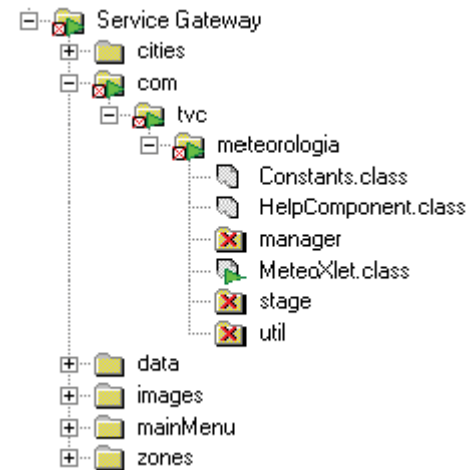 Service Gateway
cities
com
tvc
meteorologia
Constants.class
HelpComponent.class
manager
MeteoXlet.class
stage
util
data
images
mainMenu
zones